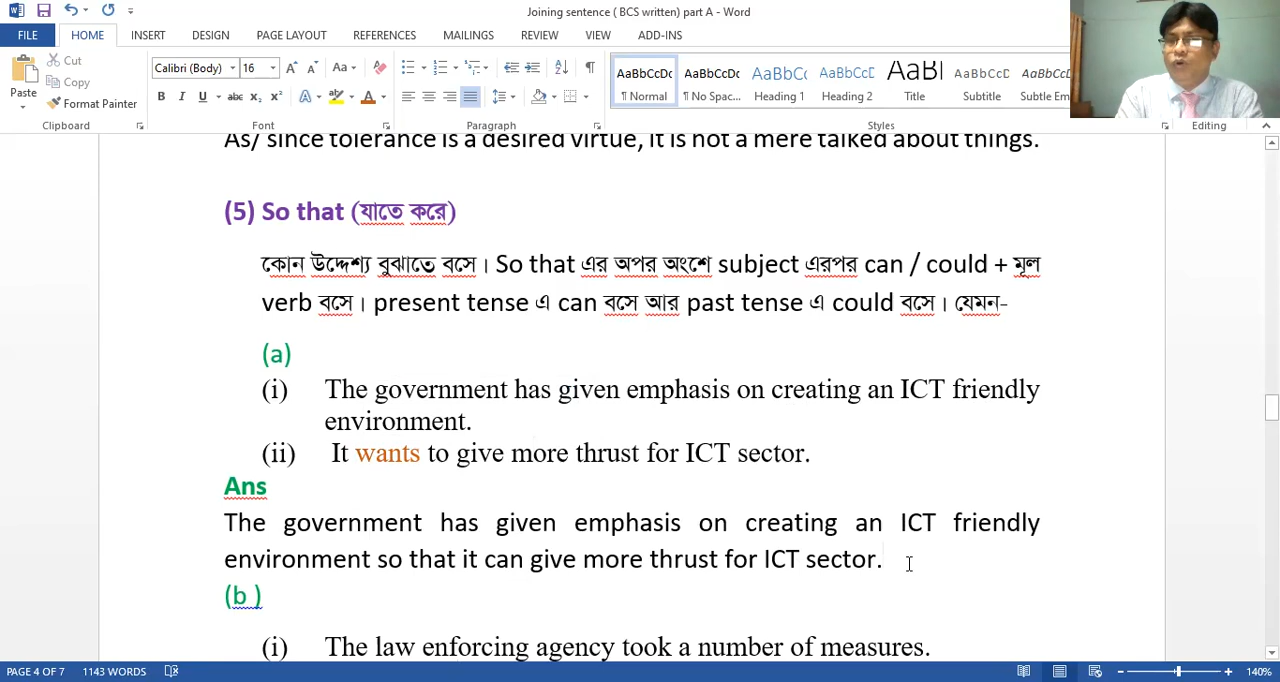 Joining sentence ( BCS written) part A - Word
FILE HOME INSERT DESIGN PAGE LAYOUT REFERENCES MAILINGS REVIEW VIEW ADD-INS
Paste Cut Copy Format Painter
Calibri (Body) 16
AaBbCcDc AaBbCcDc AaBbCc AaBbCcC AaBl AaBbCcD AaBbCcDc
¶ Normal ¶ No Spac... Heading 1 Heading 2 Title Subtitle Subtle Em
Clipboard Font Paragraph Styles Editing
As/ since tolerance is a desired virtue, it is not a mere talked about things.
(5) So that (যাতে করে)
কোন উদ্দেশ্য বুঝাতে বসে। So that এর অপর অংশে subject এরপর can / could + মূল
verb বসে। present tense এ can বসে আর past tense এ could বসে। যেমন-
(a)
(i) The government has given emphasis on creating an ICT friendly
environment.
(ii) It wants to give more thrust for ICT sector.
Ans
The government has given emphasis on creating an ICT friendly
environment so that it can give more thrust for ICT sector.
(b )
(i) The law enforcing agency took a number of measures.
PAGE 4 OF 7 1143 WORDS 140%